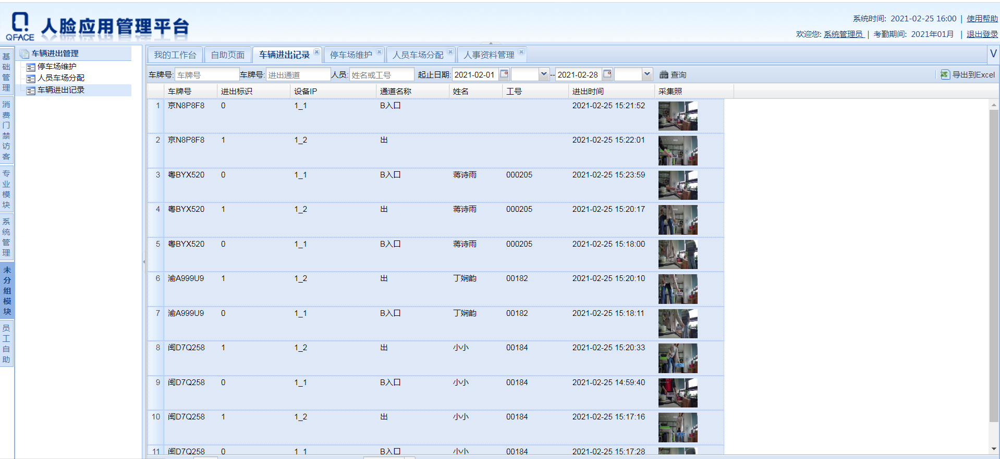 QFACE 人脸应用管理平台
系统时间: 2021-02-25 16:00 | 使用帮助
欢迎您: 系统管理员 | 考勤期间: 2021年01月 | 退出登录
基础管理
消费门禁访客
专业模块
系统管理
未分组模块
员工自助
车辆进出管理
停车场维护
人员车场分配
车辆进出记录
我的工作台 自助页面 车辆进出记录 停车场维护 人员车场分配 人事资料管理 V
车牌号: 车牌号 车牌号: 进出通道 人员: 姓名或工号 起止日期: 2021-02-01 -- 2021-02-28 查询 导出到Excel
车牌号 进出标识 设备IP 通道名称 姓名 工号 进出时间 采集照
1 京N8P8F8 0 1_1 B入口 2021-02-25 15:21:52
2 京N8P8F8 1 1_2 出 2021-02-25 15:22:01
3 粤BYX520 0 1_1 B入口 蒋诗雨 000205 2021-02-25 15:23:59
4 粤BYX520 1 1_2 出 蒋诗雨 000205 2021-02-25 15:20:17
5 粤BYX520 0 1_1 B入口 蒋诗雨 000205 2021-02-25 15:18:00
6 渝A999U9 1 1_2 出 丁娴韵 00182 2021-02-25 15:20:10
7 渝A999U9 0 1_1 B入口 丁娴韵 00182 2021-02-25 15:18:11
8 闽D7Q258 1 1_2 出 小小 00184 2021-02-25 15:20:33
9 闽D7Q258 0 1_1 B入口 小小 00184 2021-02-25 14:59:40
10 闽D7Q258 1 1_2 出 小小 00184 2021-02-25 15:17:16
11 闽D7Q258 0 1_1 B入口 小小 00184 2021-02-25 15:17:28